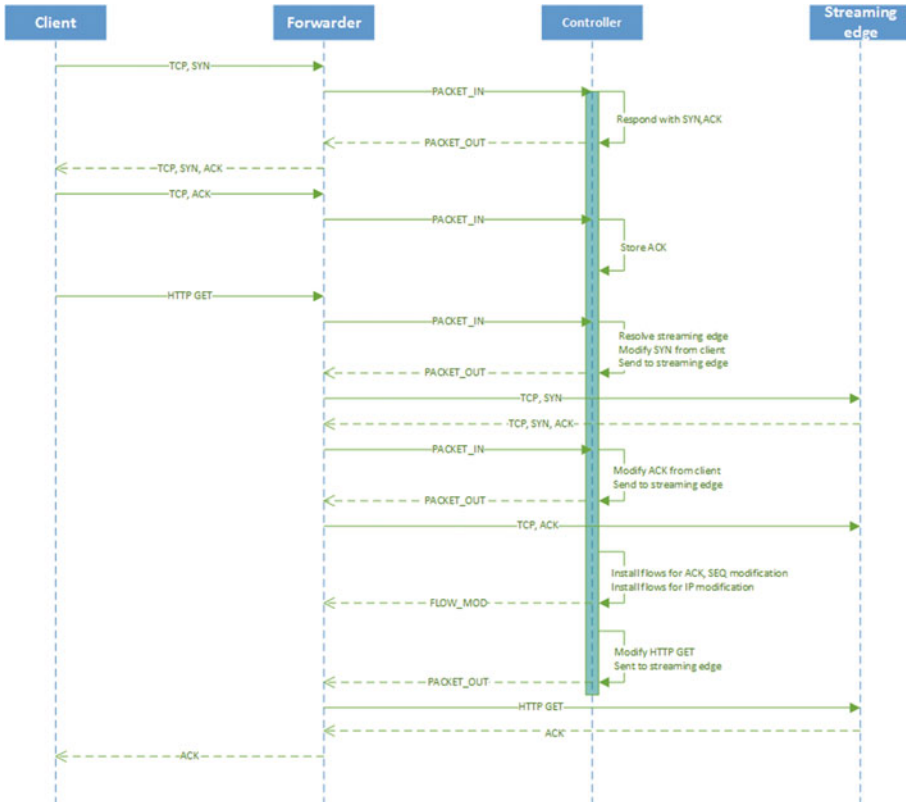 Client
Forwarder
Controller
Streaming
edge
TCP, SYN
PACKET_IN
Respond with SYN,ACK
PACKET_OUT
TCP, SYN, ACK
TCP, ACK
PACKET_IN
Store ACK
HTTP GET
PACKET_IN
Resolve streaming edge
Modify SYN from client
Send to streaming edge
PACKET_OUT
TCP, SYN
TCP, SYN, ACK
PACKET_IN
Modify ACK from client
Send to streaming edge
PACKET_OUT
TCP, ACK
Install flows for ACK, SEQ modification
Install flows for IP modification
FLOW_MOD
Modify HTTP GET
Sent to streaming edge
PACKET_OUT
HTTP GET
ACK
ACK